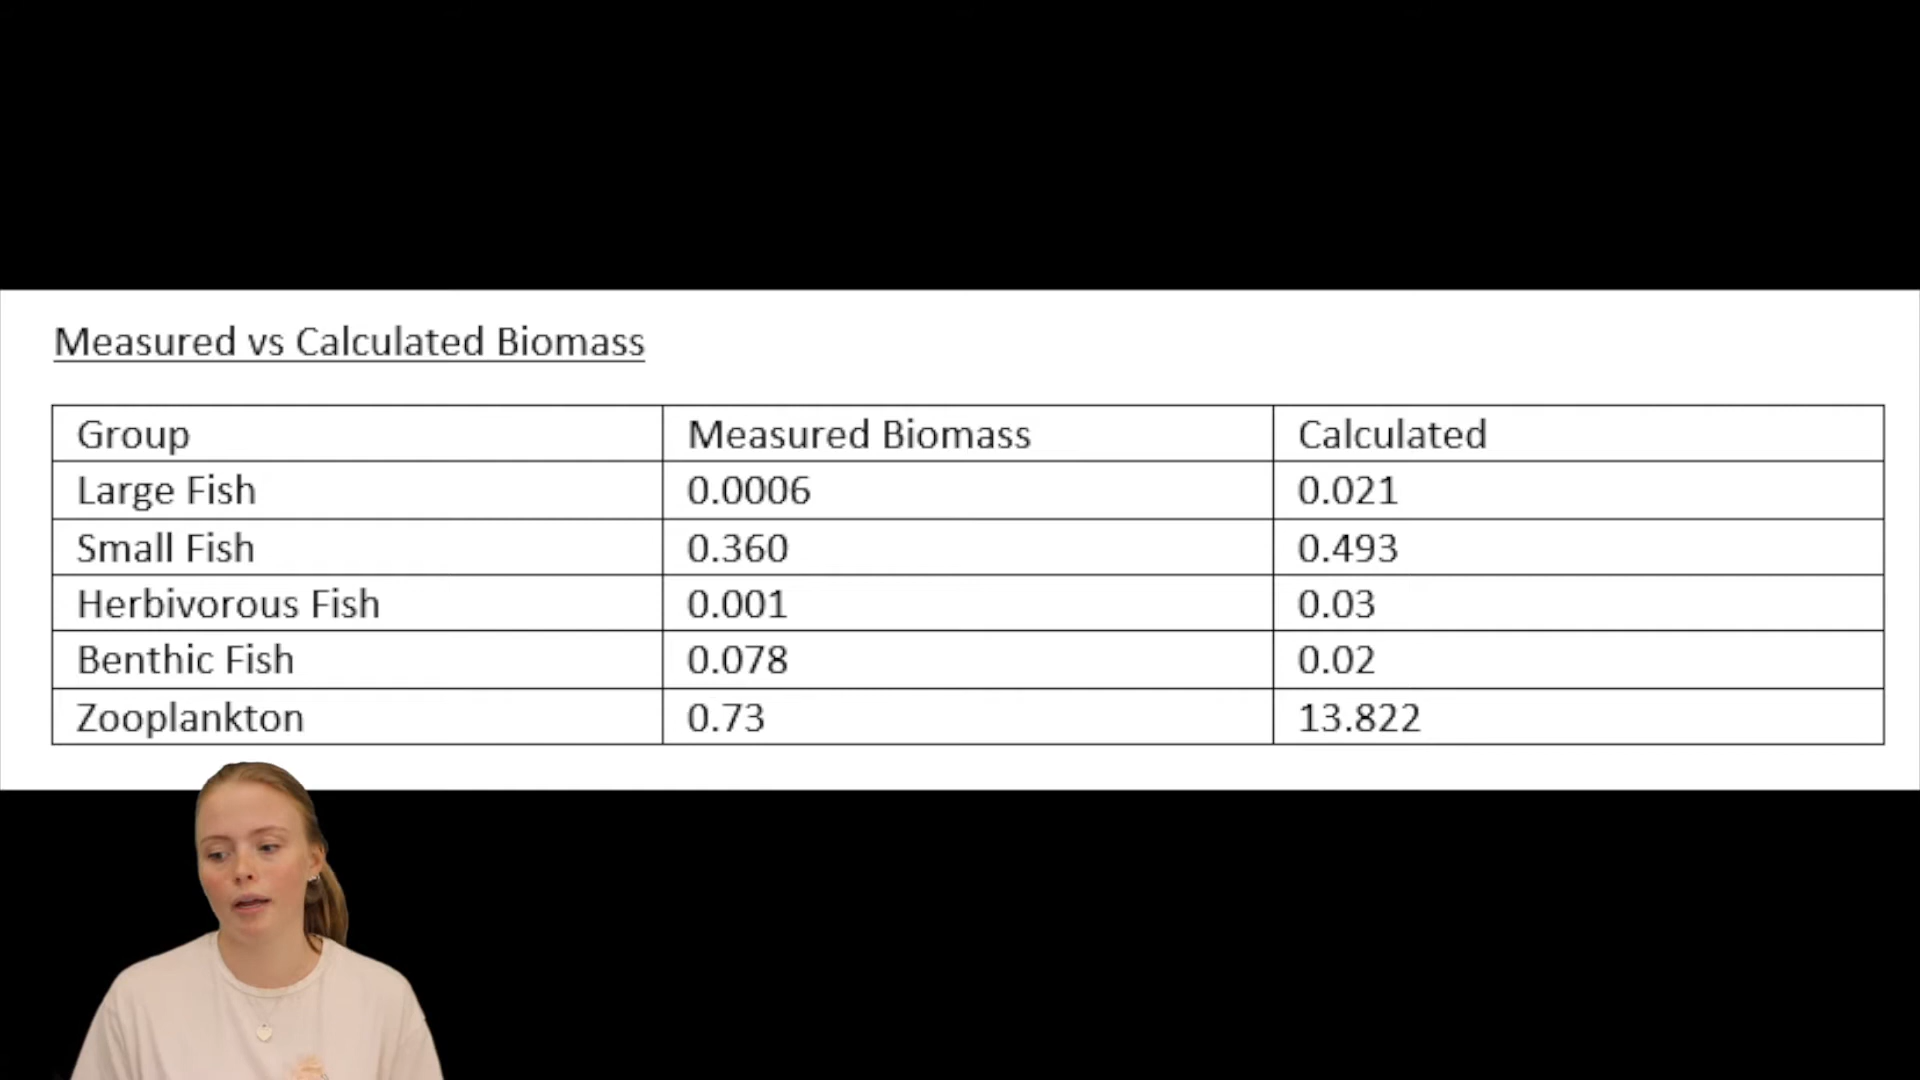 Measured vs Calculated Biomass
Group Measured Biomass Calculated
Large Fish 0.0006 0.021
Small Fish 0.360 0.493
Herbivorous Fish 0.001 0.03
Benthic Fish 0.078 0.02
Zooplankton 0.73 13.822